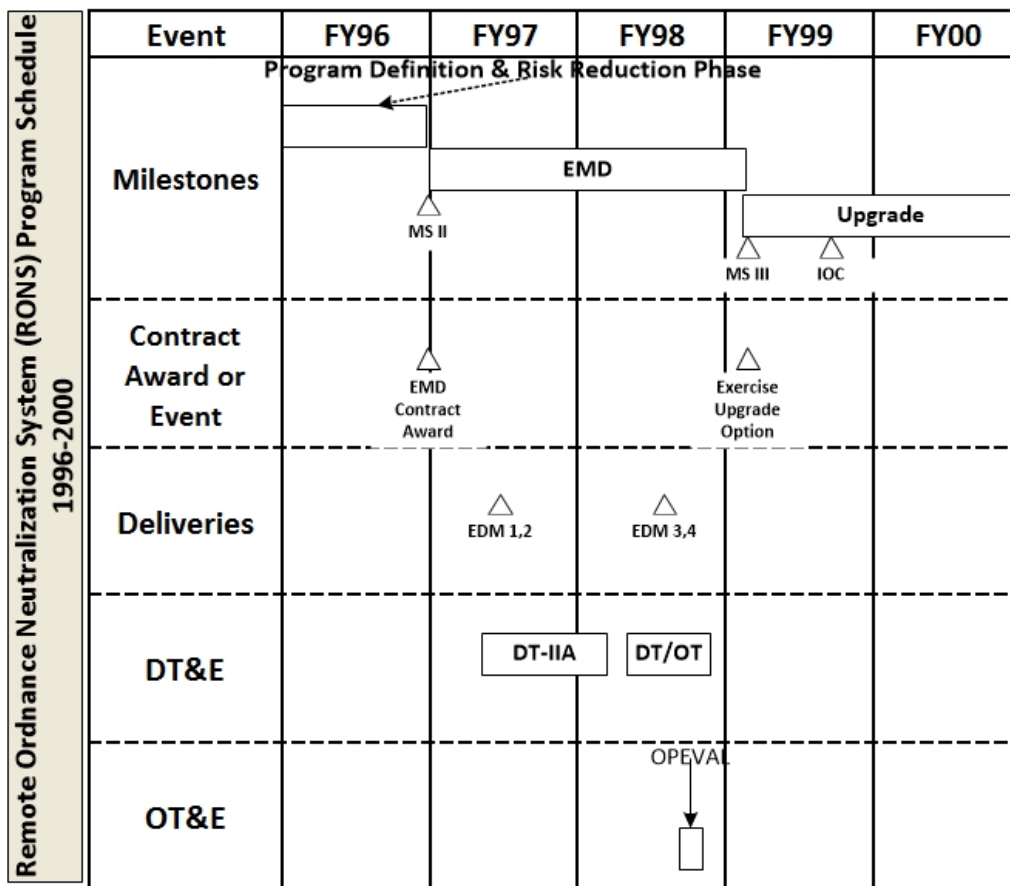 Remote Ordnance Neutralization System (RONS) Program Schedule
1996-2000
Event
FY96
FY97
FY98
FY99
FY00
Program Definition & Risk Reduction Phase
Milestones
EMD
MS II
Upgrade
MS III
IOC
Contract
Award or
Event
EMD
Contract
Award
Exercise
Upgrade
Option
Deliveries
EDM 1,2
EDM 3,4
DT&E
DT-IIA
DT/OT
OT&E
OPEVAL